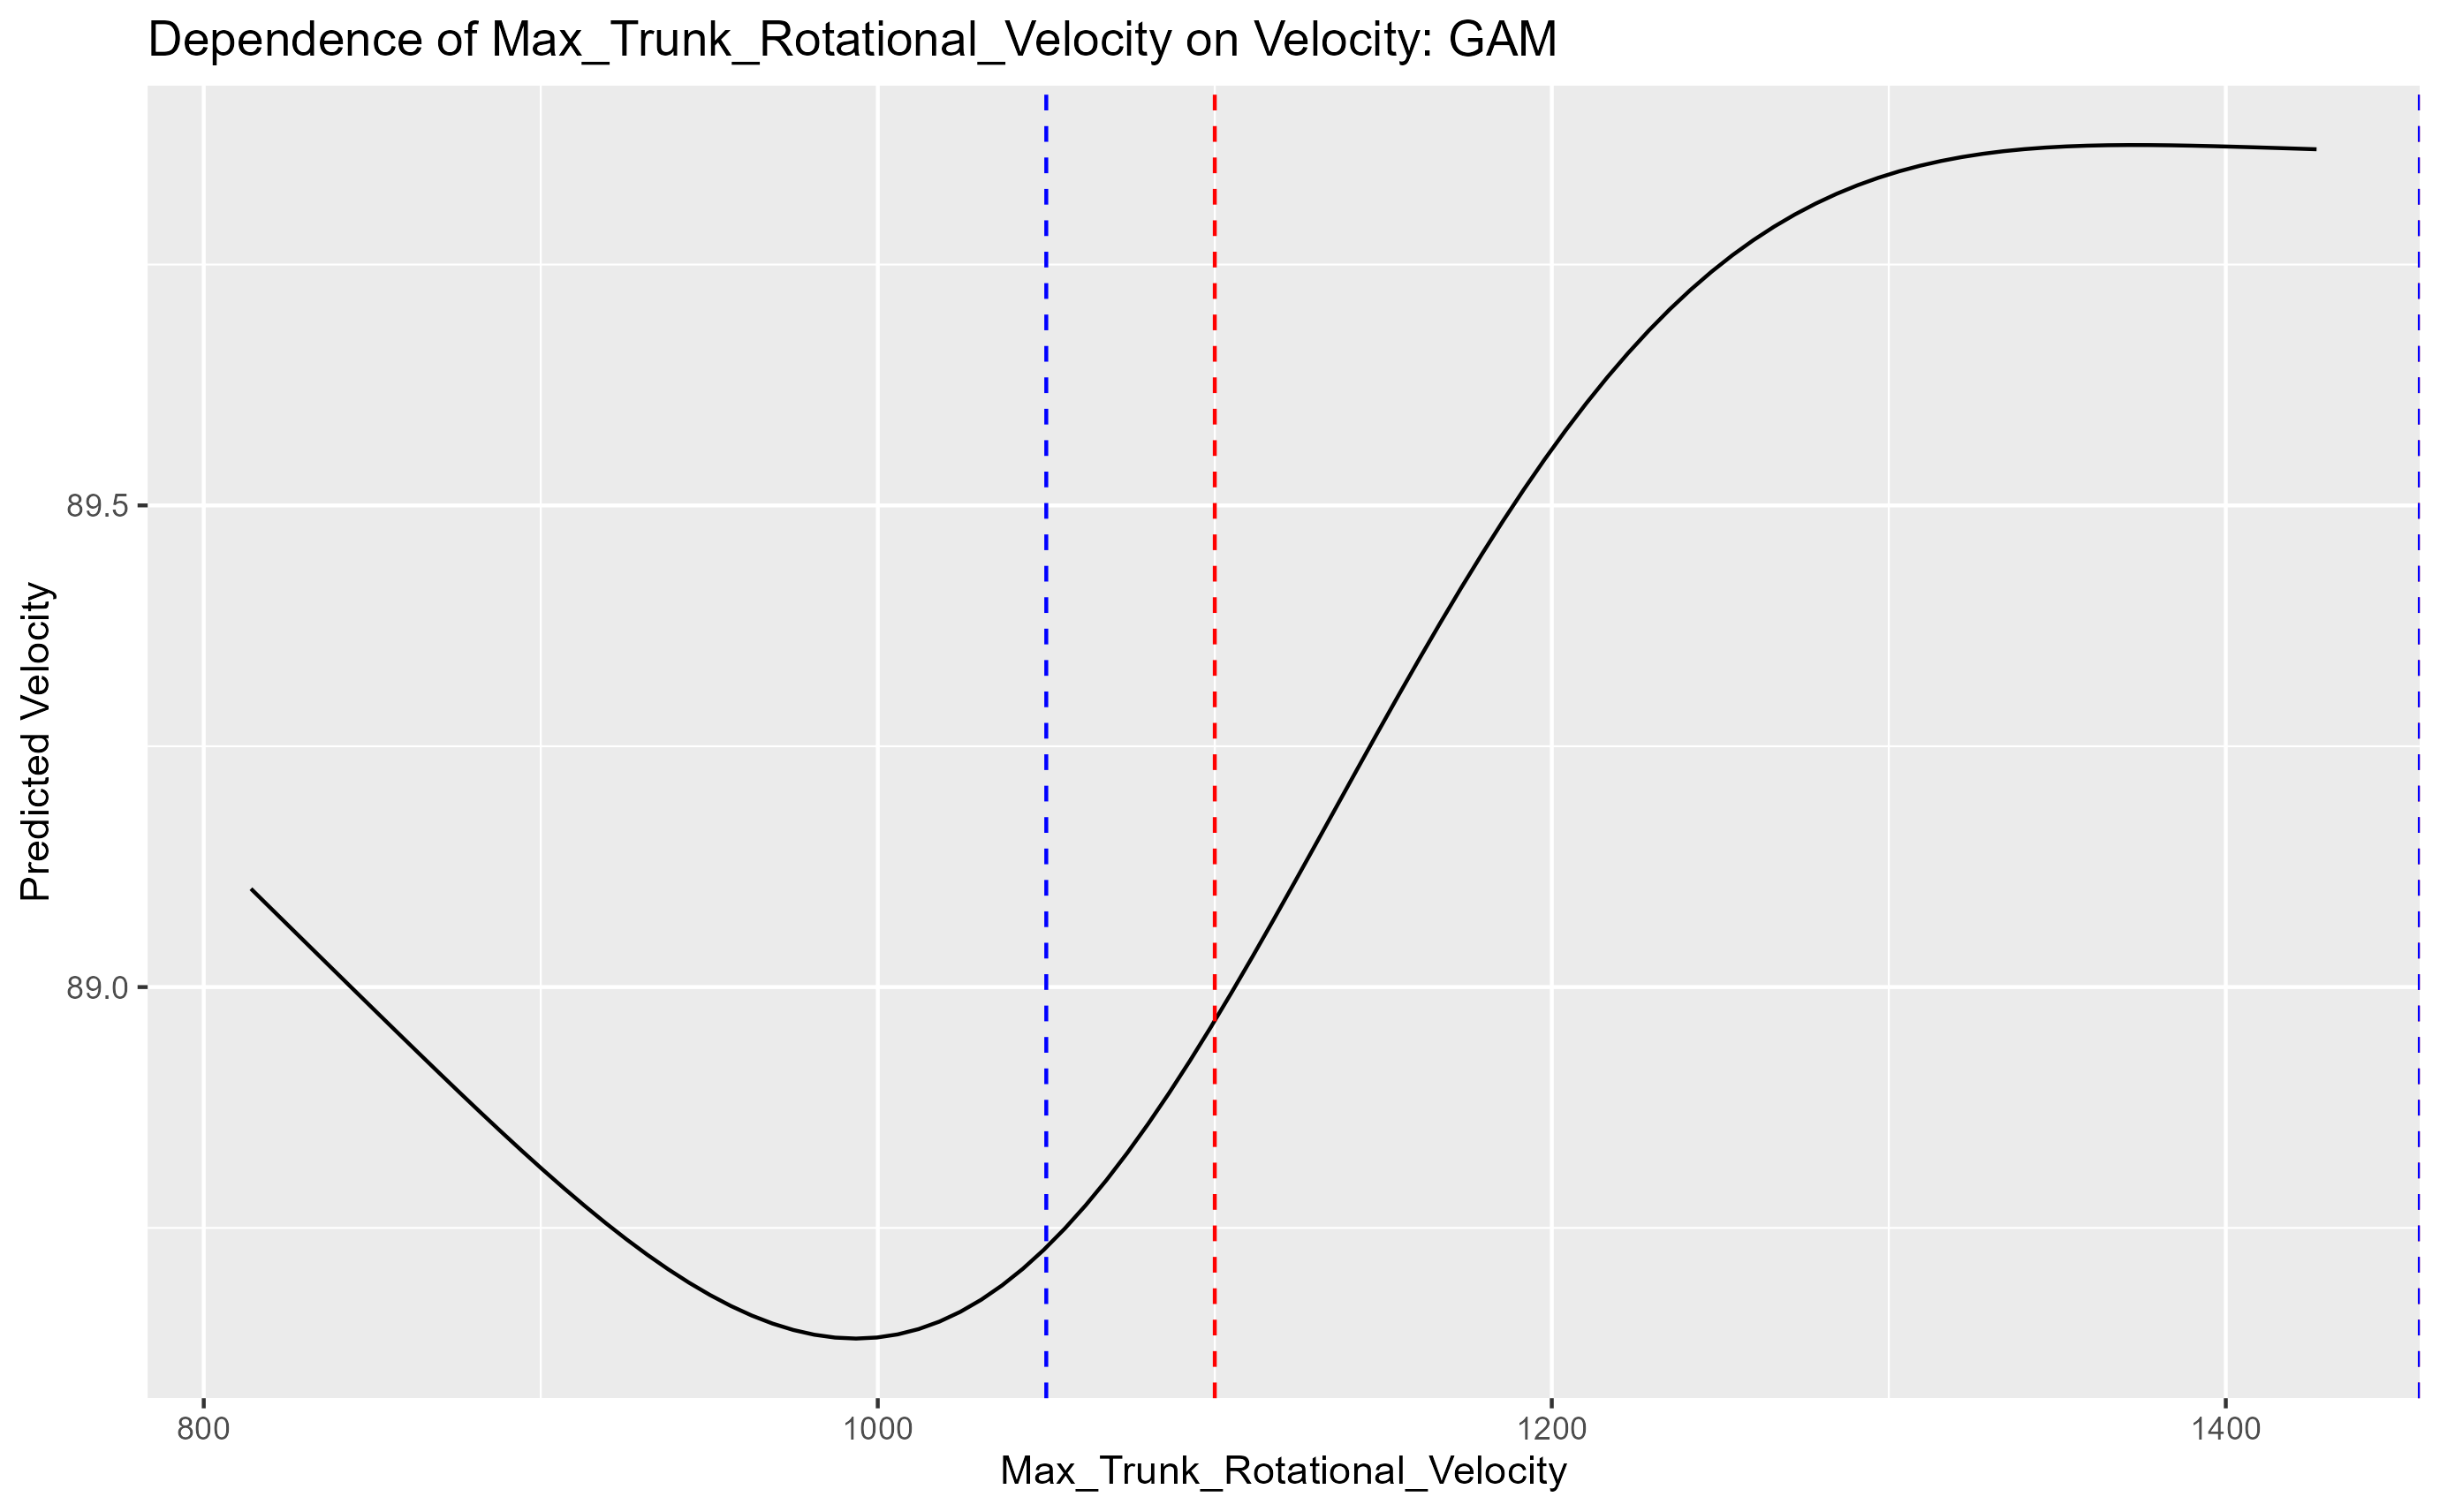 Dependence of Max_Trunk_Rotational_Velocity on Velocity: GAM
Predicted Velocity
89.5
89.0
800
1000
1200
1400
Max_Trunk_Rotational_Velocity